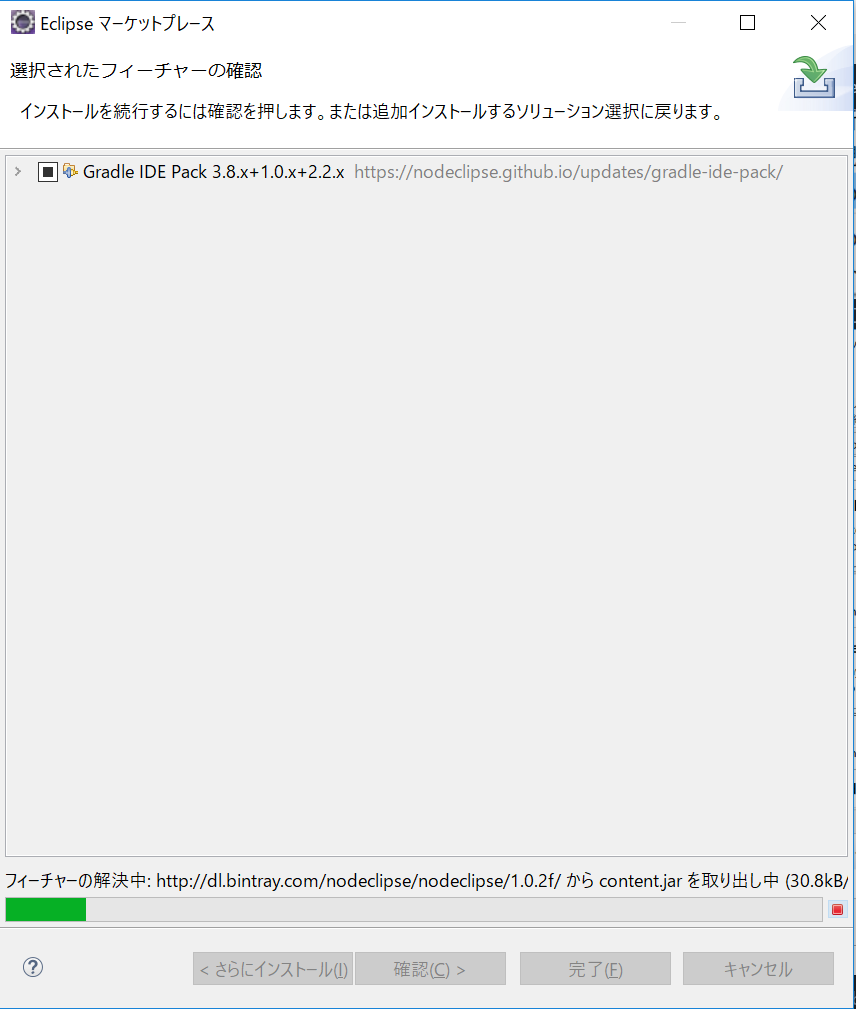 Eclipse マーケットプレース
選択されたフィーチャーの確認
インストールを続行するには確認を押します。または追加インストールするソリューション選択に戻ります。
Gradle IDE Pack 3.8.x+1.0.x+2.2.x https://nodeclipse.github.io/updates/gradle-ide-pack/
フィーチャーの解決中: http://dl.bintray.com/nodeclipse/nodeclipse/1.0.2f/ から content.jar を取り出し中 (30.8kB/
< さらにインストール(I) 確認(C) > 完了(F) キャンセル